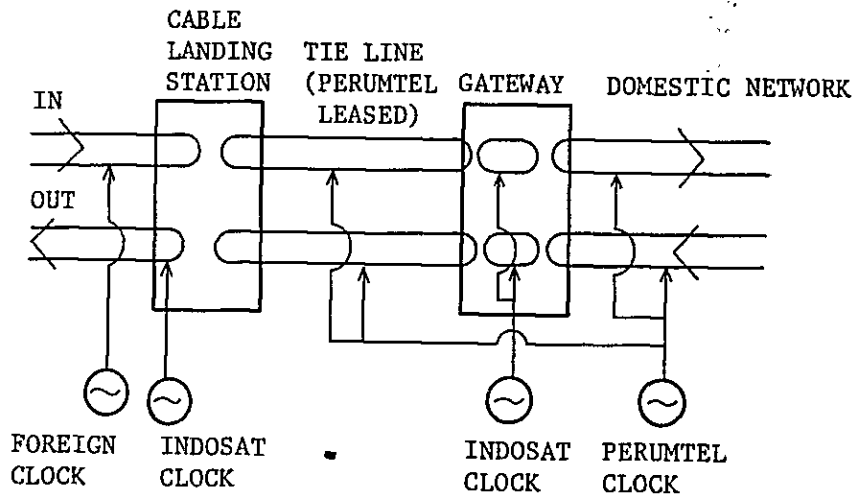 CABLE
LANDING
STATION
TIE LINE
(PERUMTEL
LEASED)
GATEWAY
DOMESTIC NETWORK
IN
OUT
FOREIGN
CLOCK
INDOSAT
CLOCK
INDOSAT
CLOCK
PERUMTEL
CLOCK